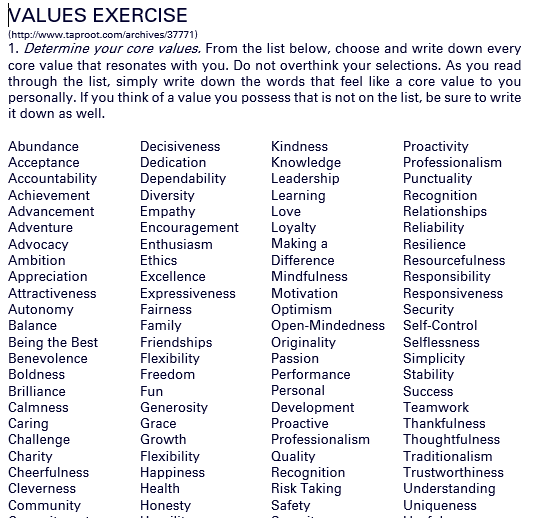 VALUES EXERCISE
(http://www.taproot.com/archives/37771)
1. Determine your core values. From the list below, choose and write down every
core value that resonates with you. Do not overthink your selections. As you read
through the list, simply write down the words that feel like a core value to you
personally. If you think of a value you possess that is not on the list, be sure to write
it down as well.
Abundance
Acceptance
Accountability
Achievement
Advancement
Adventure
Advocacy
Ambition
Appreciation
Attractiveness
Autonomy
Balance
Being the Best
Benevolence
Boldness
Brilliance
Calmness
Caring
Challenge
Charity
Cheerfulness
Cleverness
Community
Decisiveness
Dedication
Dependability
Diversity
Empathy
Encouragement
Enthusiasm
Ethics
Excellence
Expressiveness
Fairness
Family
Friendships
Flexibility
Freedom
Fun
Generosity
Grace
Growth
Flexibility
Happiness
Health
Honesty
Kindness
Knowledge
Leadership
Learning
Love
Loyalty
Making a
Difference
Mindfulness
Motivation
Optimism
Open-Mindedness
Originality
Passion
Performance
Personal
Development
Proactive
Professionalism
Quality
Recognition
Risk Taking
Safety
Proactivity
Professionalism
Punctuality
Recognition
Relationships
Reliability
Resilience
Resourcefulness
Responsibility
Responsiveness
Security
Self-Control
Selflessness
Simplicity
Stability
Success
Teamwork
Thankfulness
Thoughtfulness
Traditionalism
Trustworthiness
Understanding
Uniqueness